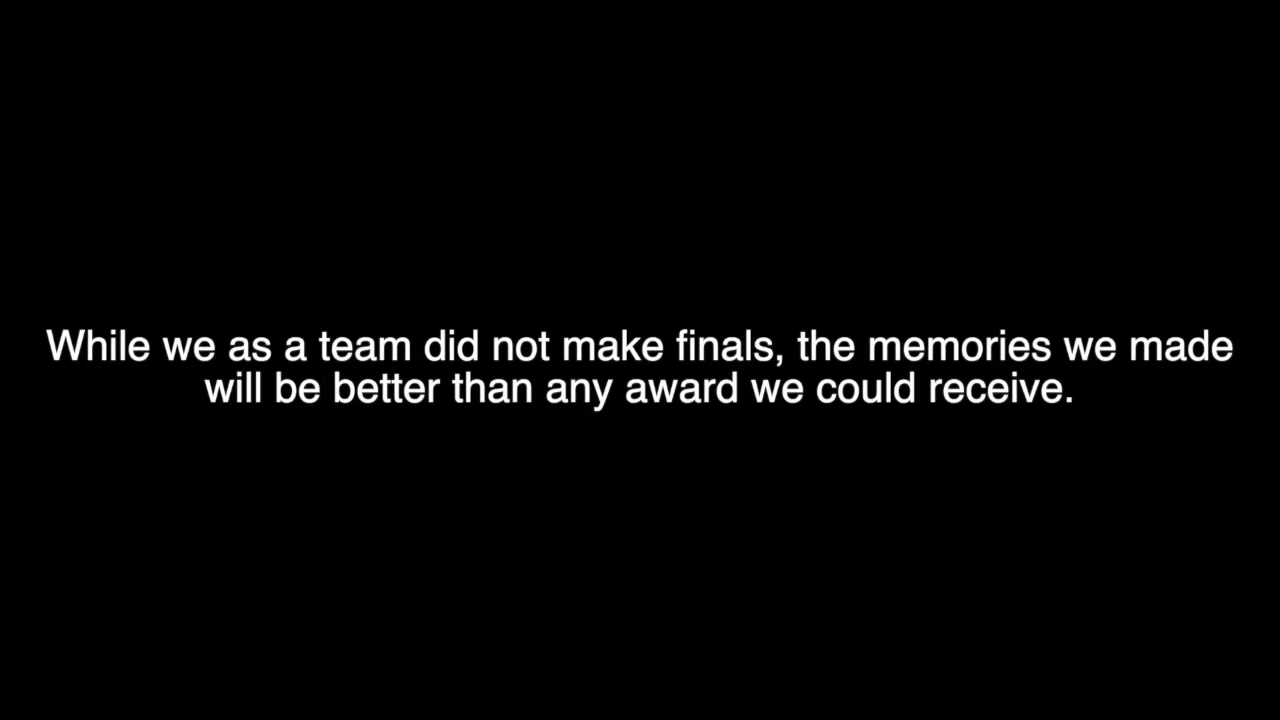 While we as a team did not make finals, the memories we made
will be better than any award we could receive.